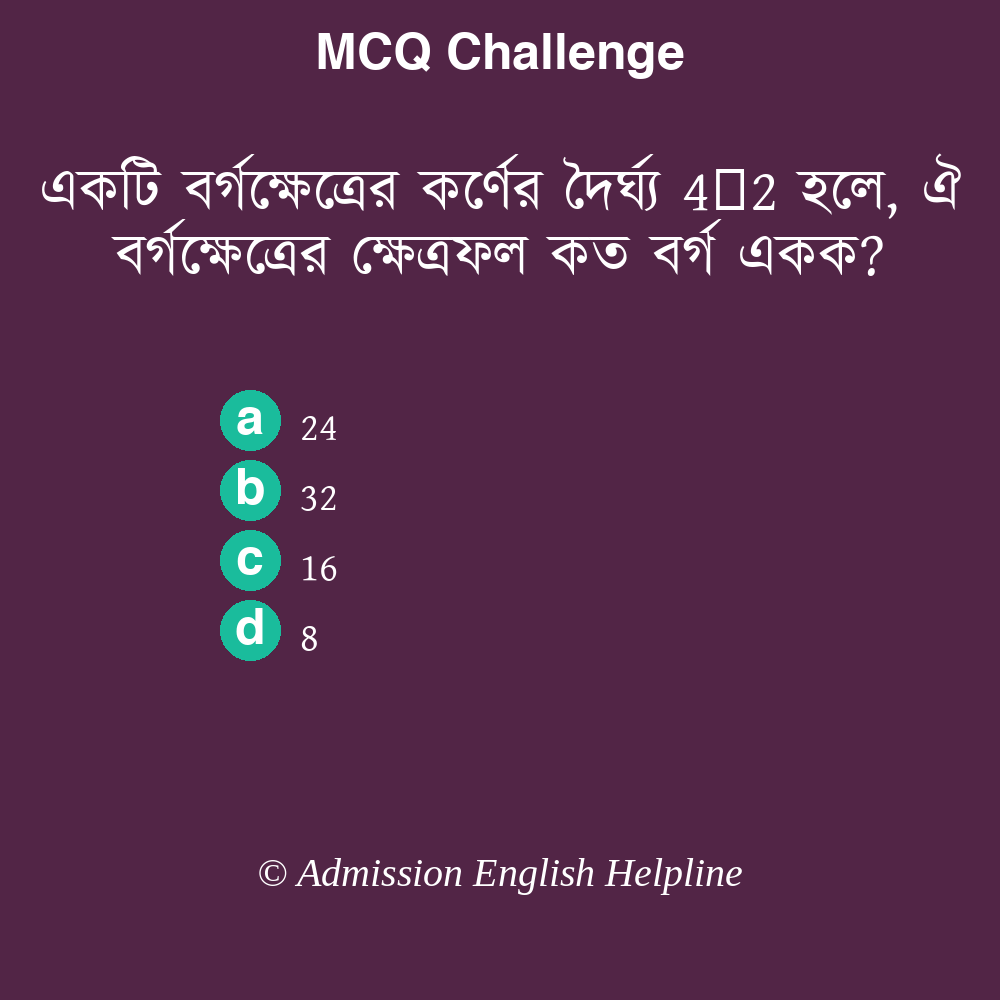 MCQ Challenge
একটি বর্গক্ষেত্রের কর্ণের দৈর্ঘ্য 4▯2 হলে, ঐ
বর্গক্ষেত্রের ক্ষেত্রফল কত বর্গ একক?
a 24
b 32
c 16
d 8
© Admission English Helpline